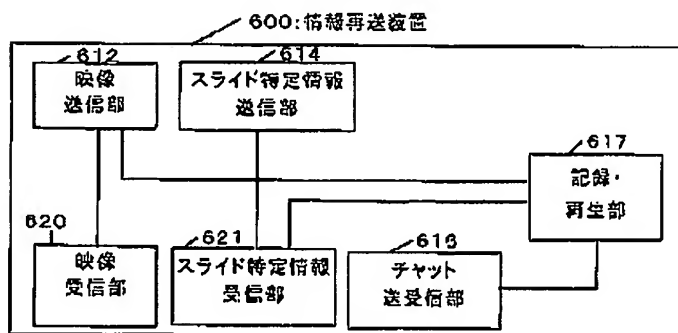 600:情報再送装置
612
映像
送信部
614
スライド特定情報
送信部
617
記録・
再生部
620
映像
受信部
621
スライド特定情報
受信部
616
チャット
送受信部